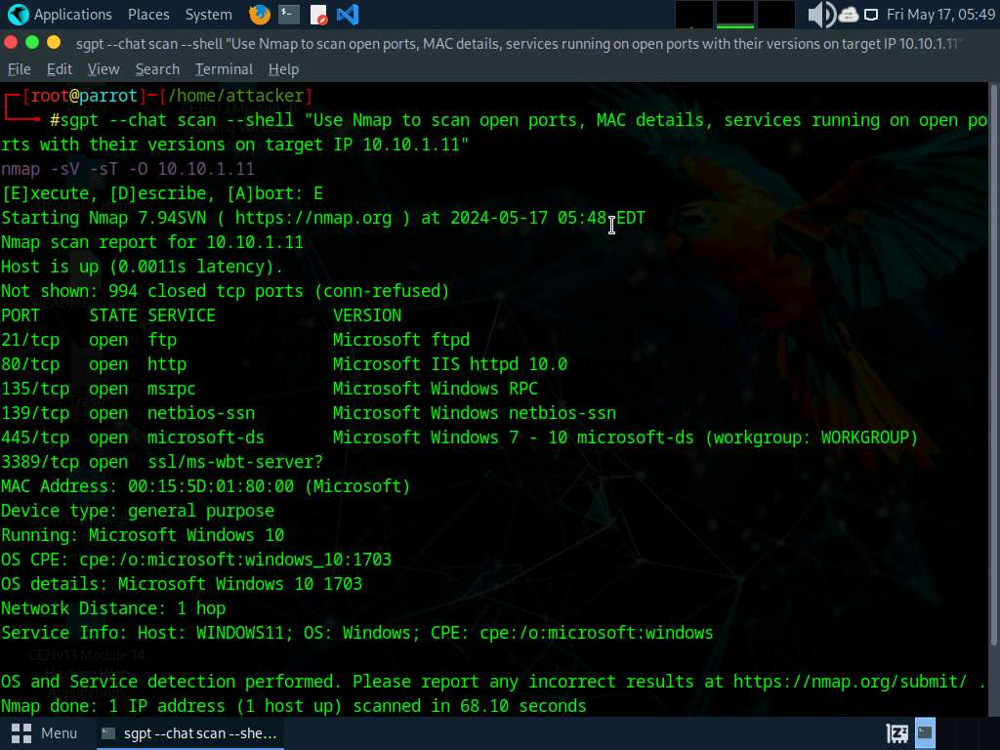 Applications Places System Fri May 17, 05:49
sgpt --chat scan --shell "Use Nmap to scan open ports, MAC details, services running on open ports with their versions on target IP 10.10.1.11"
File Edit View Search Terminal Help
[root@parrot]─[/home/attacker]
#sgpt --chat scan --shell "Use Nmap to scan open ports, MAC details, services running on open po
rts with their versions on target IP 10.10.1.11"
nmap -sV -sT -O 10.10.1.11
[E]xecute, [D]escribe, [A]bort: E
Starting Nmap 7.94SVN ( https://nmap.org ) at 2024-05-17 05:48 EDT
Nmap scan report for 10.10.1.11
Host is up (0.0011s latency).
Not shown: 994 closed tcp ports (conn-refused)
PORT STATE SERVICE VERSION
21/tcp open ftp Microsoft ftpd
80/tcp open http Microsoft IIS httpd 10.0
135/tcp open msrpc Microsoft Windows RPC
139/tcp open netbios-ssn Microsoft Windows netbios-ssn
445/tcp open microsoft-ds Microsoft Windows 7 - 10 microsoft-ds (workgroup: WORKGROUP)
3389/tcp open ssl/ms-wbt-server?
MAC Address: 00:15:5D:01:80:00 (Microsoft)
Device type: general purpose
Running: Microsoft Windows 10
OS CPE: cpe:/o:microsoft:windows_10:1703
OS details: Microsoft Windows 10 1703
Network Distance: 1 hop
Service Info: Host: WINDOWS11; OS: Windows; CPE: cpe:/o:microsoft:windows
CEHv13 Module 14
OS and Service detection performed. Please report any incorrect results at https://nmap.org/submit/ .
Nmap done: 1 IP address (1 host up) scanned in 68.10 seconds
Menu sgpt --chat scan --she...